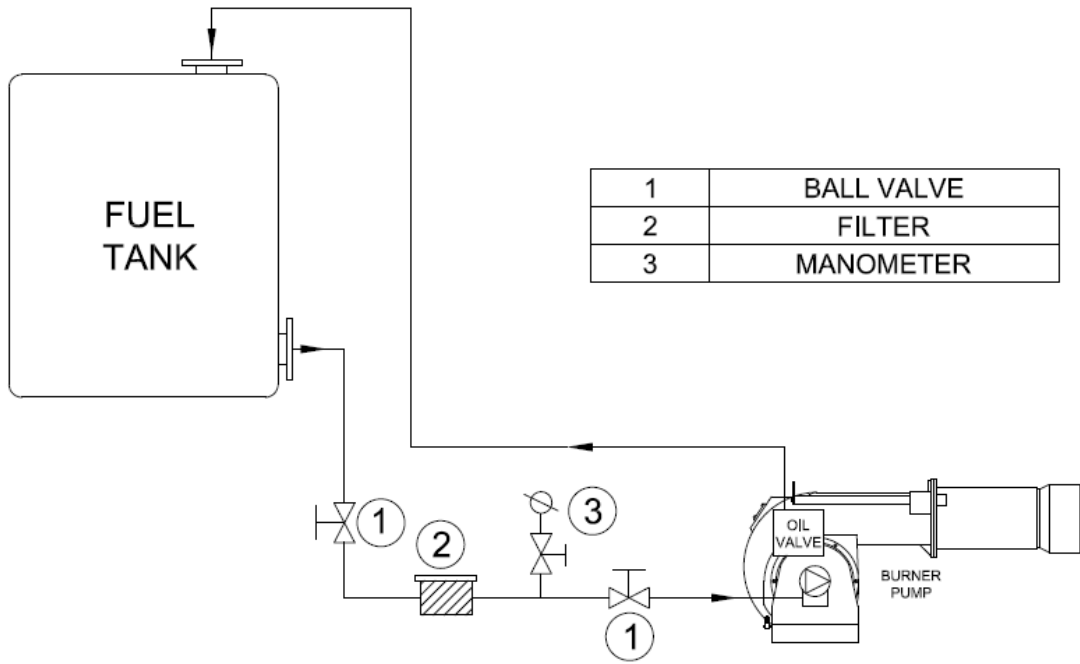 FUEL
TANK
1 BALL VALVE
2 FILTER
3 MANOMETER
1
2
3
1
OIL
VALVE
BURNER
PUMP